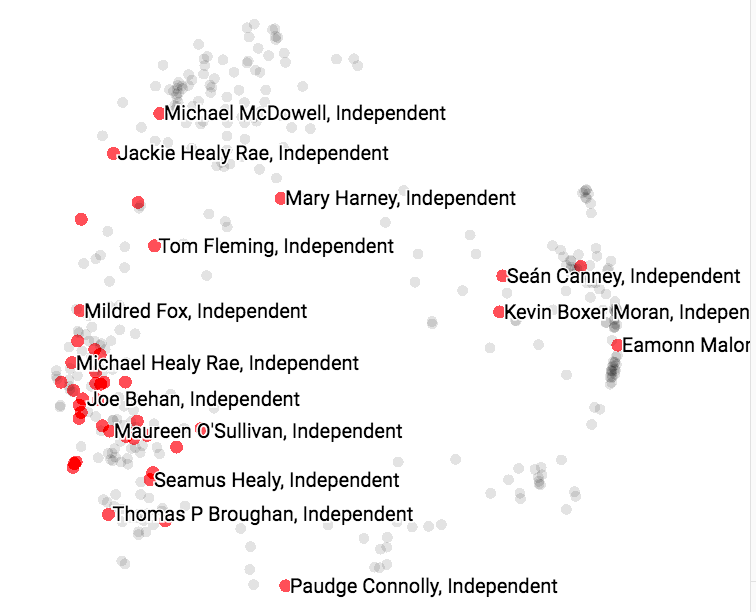 Michael McDowell, Independent
Jackie Healy Rae, Independent
Mary Harney, Independent
Tom Fleming, Independent
Seán Canney, Independent
Mildred Fox, Independent
Kevin Boxer Moran, Indepen
Eamonn Malor
Michael Healy Rae, Independent
Joe Behan, Independent
Maureen O'Sullivan, Independent
Seamus Healy, Independent
Thomas P Broughan, Independent
Paudge Connolly, Independent